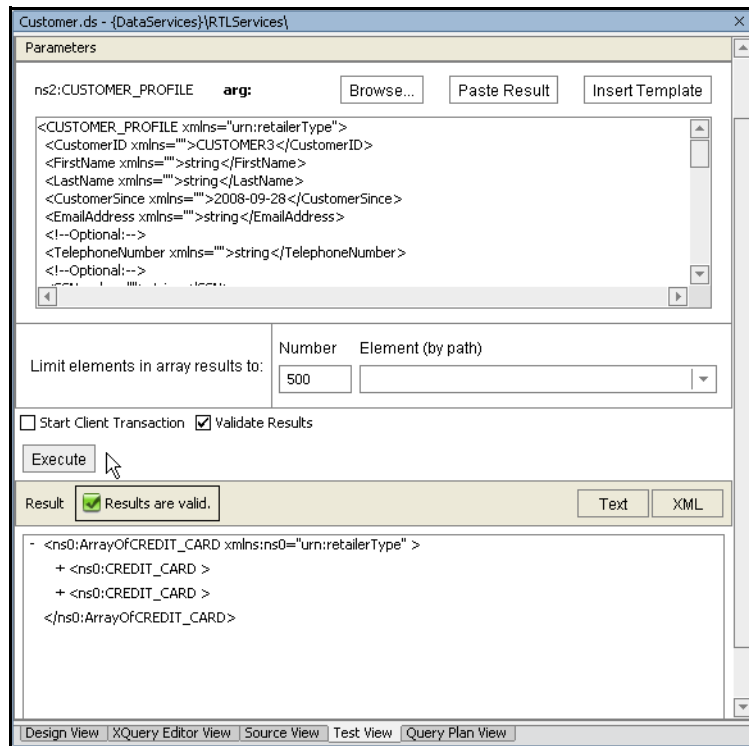 Customer.ds - {DataServices}\RTLServices\
Parameters
ns2:CUSTOMER_PROFILE arg: Browse... Paste Result Insert Template
<CUSTOMER_PROFILE xmlns="urn:retailerType">
<CustomerID xmlns="">CUSTOMER3</CustomerID>
<FirstName xmlns="">string</FirstName>
<LastName xmlns="">string</LastName>
<CustomerSince xmlns="">2008-09-28</CustomerSince>
<EmailAddress xmlns="">string</EmailAddress>
<!--Optional:-->
<TelephoneNumber xmlns="">string</TelephoneNumber>
<!--Optional:-->
Number Element (by path)
Limit elements in array results to:
500
Start Client Transaction Validate Results
Execute
Result Results are valid. Text XML
- <ns0:ArrayOfCREDIT_CARD xmlns:ns0="urn:retailerType" >
+ <ns0:CREDIT_CARD >
+ <ns0:CREDIT_CARD >
</ns0:ArrayOfCREDIT_CARD>
Design View XQuery Editor View Source View Test View Query Plan View